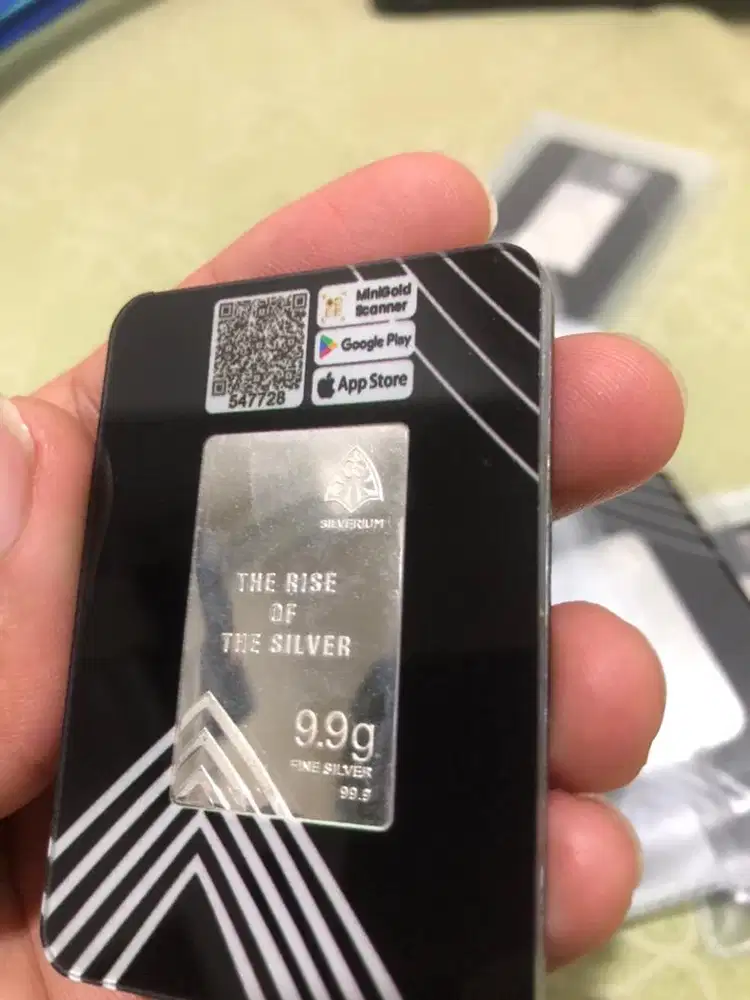 MiniGold
Scanner
Google Play
App Store
547728
SILVERIUM
THE RISE
OF
THE SILVER
9.9g
FINE SILVER
99.9